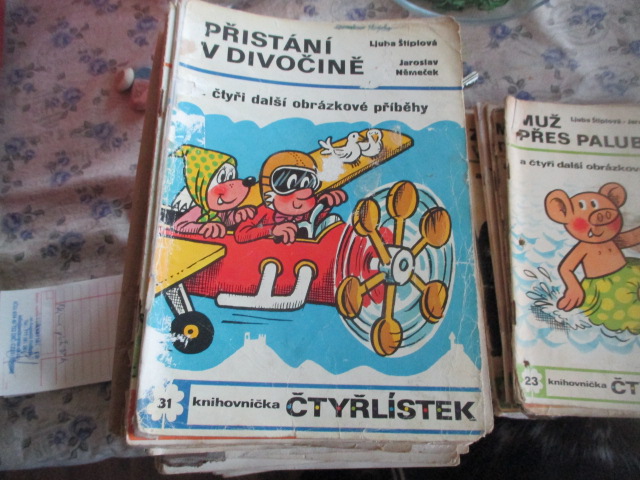 PŘISTÁNÍ
V DIVOČINĚ
Ljuba Štíplová
Jaroslav
Němeček
čtyři další obrázkové příběhy
31 knihovnička ČTYŘLÍSTEK
MUŽ
PŘES PALUB
Ljuba Štíplová - Jar
a čtyři další obrázkov
23 knihovnička ČT